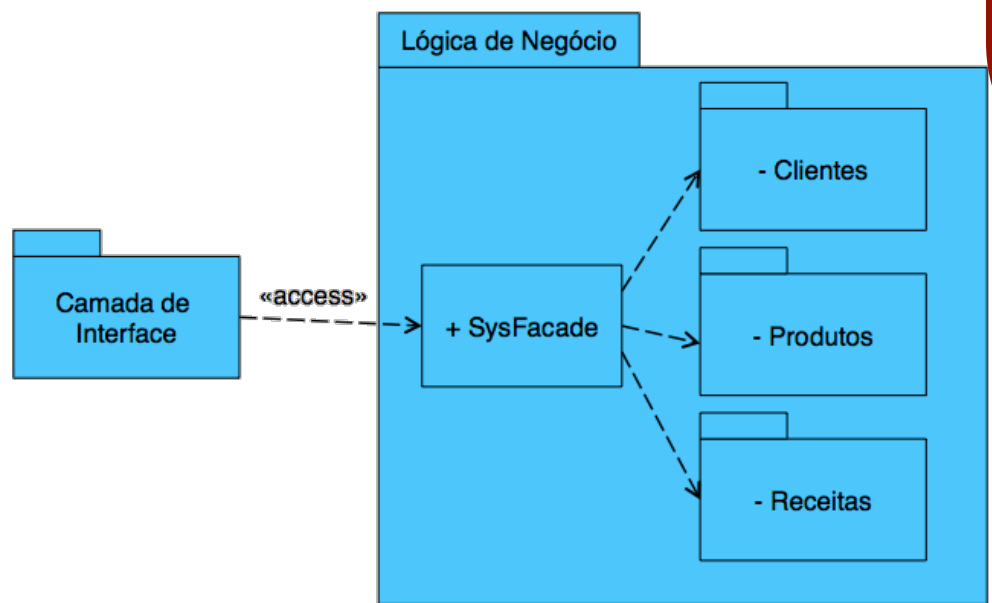 Lógica de Negócio
- Clientes
Camada de
Interface
«access»
+ SysFacade
- Produtos
- Receitas